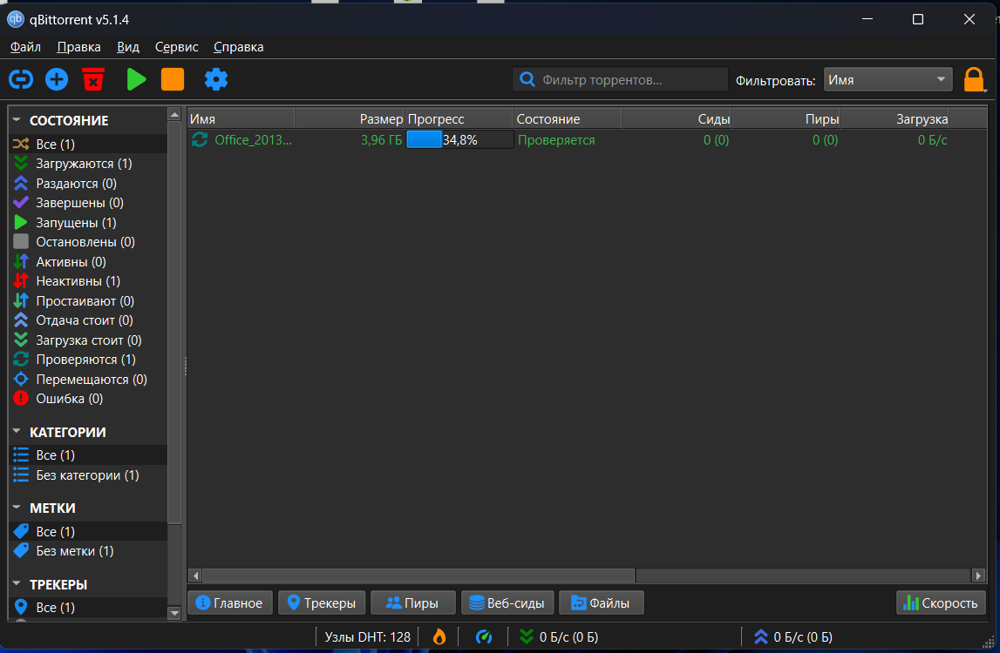 qBittorrent v5.1.4
Файл Правка Вид Сервис Справка
Фильтр торрентов... Фильтровать: Имя
СОСТОЯНИЕ
Все (1)
Загружаются (1)
Раздаются (0)
Завершены (0)
Запущены (1)
Остановлены (0)
Активны (0)
Неактивны (1)
Простаивают (0)
Отдача стоит (0)
Загрузка стоит (0)
Проверяются (1)
Перемещаются (0)
Ошибка (0)
КАТЕГОРИИ
Все (1)
Без категории (1)
МЕТКИ
Все (1)
Без метки (1)
ТРЕКЕРЫ
Все (1)
Имя Размер Прогресс Состояние Сиды Пиры Загрузка
Office_2013... 3,96 ГБ 34,8% Проверяется 0 (0) 0 (0) 0 Б/с
Главное Трекеры Пиры Веб-сиды Файлы Скорость
Узлы DHT: 128 0 Б/с (0 Б) 0 Б/с (0 Б)